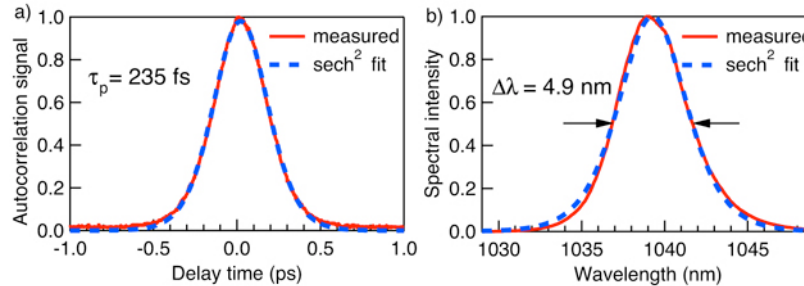 a)
Autocorrelation signal
1.0
0.8
0.6
0.4
0.2
0.0
τp = 235 fs
measured
sech² fit
-1.0
-0.5
0.0
0.5
1.0
Delay time (ps)
b)
Spectral intensity
1.0
0.8
0.6
0.4
0.2
0.0
Δλ = 4.9 nm
measured
sech² fit
1030
1035
1040
1045
Wavelength (nm)